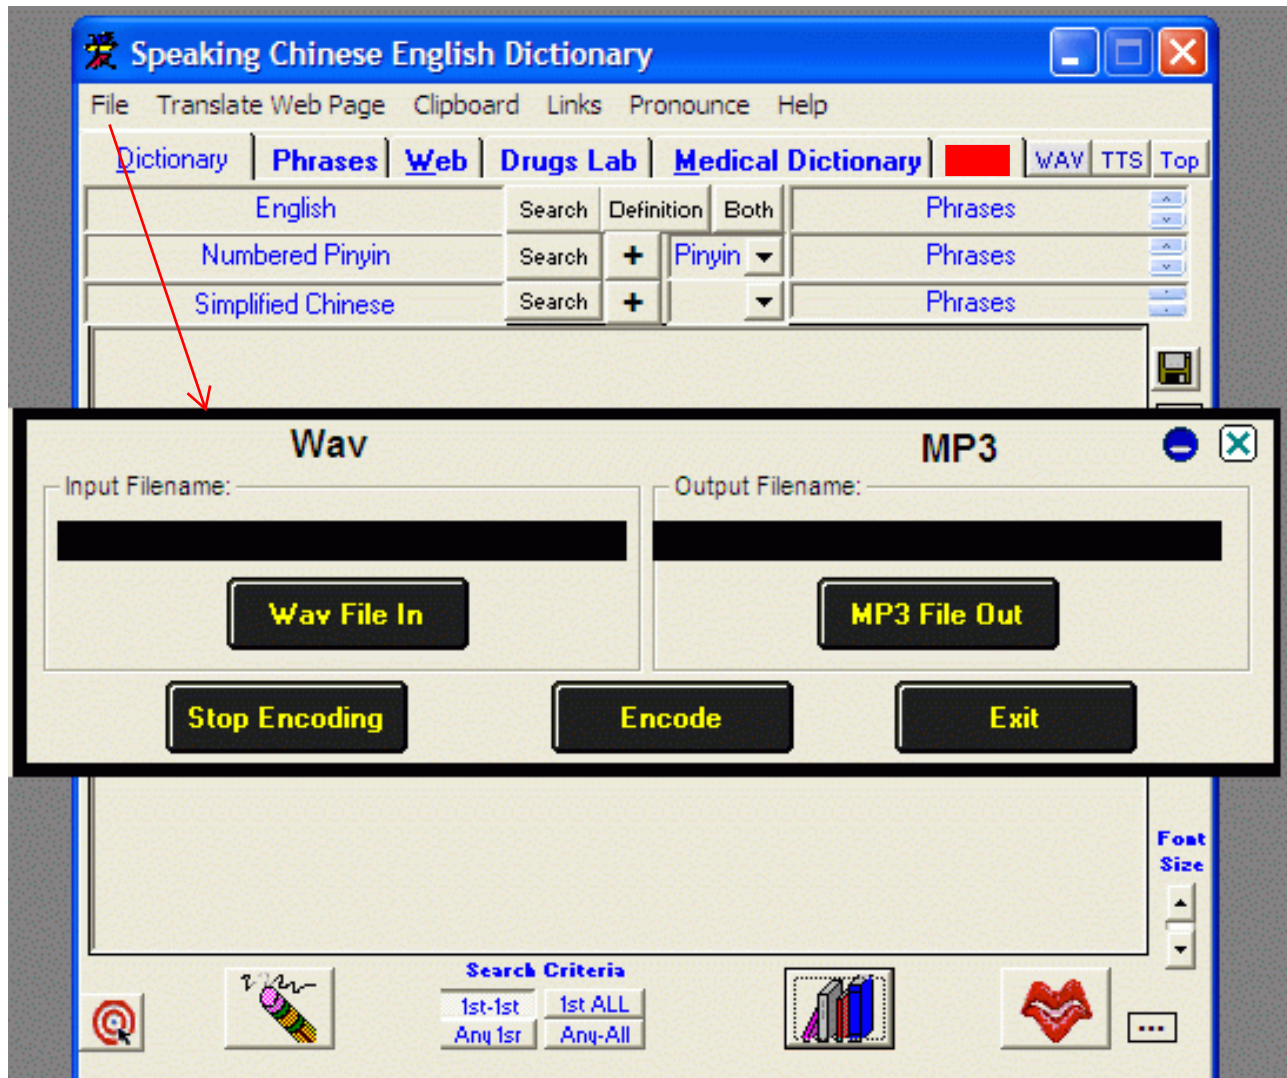 爱 Speaking Chinese English Dictionary
File Translate Web Page Clipboard Links Pronounce Help
Dictionary Phrases Web Drugs Lab Medical Dictionary WAV TTS Top
English Search Definition Both Phrases
Numbered Pinyin Search + Pinyin Phrases
Simplified Chinese Search + Phrases
Wav MP3
Input Filename: Output Filename:
Wav File In MP3 File Out
Stop Encoding Encode Exit
Font
Size
Search Criteria
1st-1st 1st ALL
Any 1sr Any-All
...